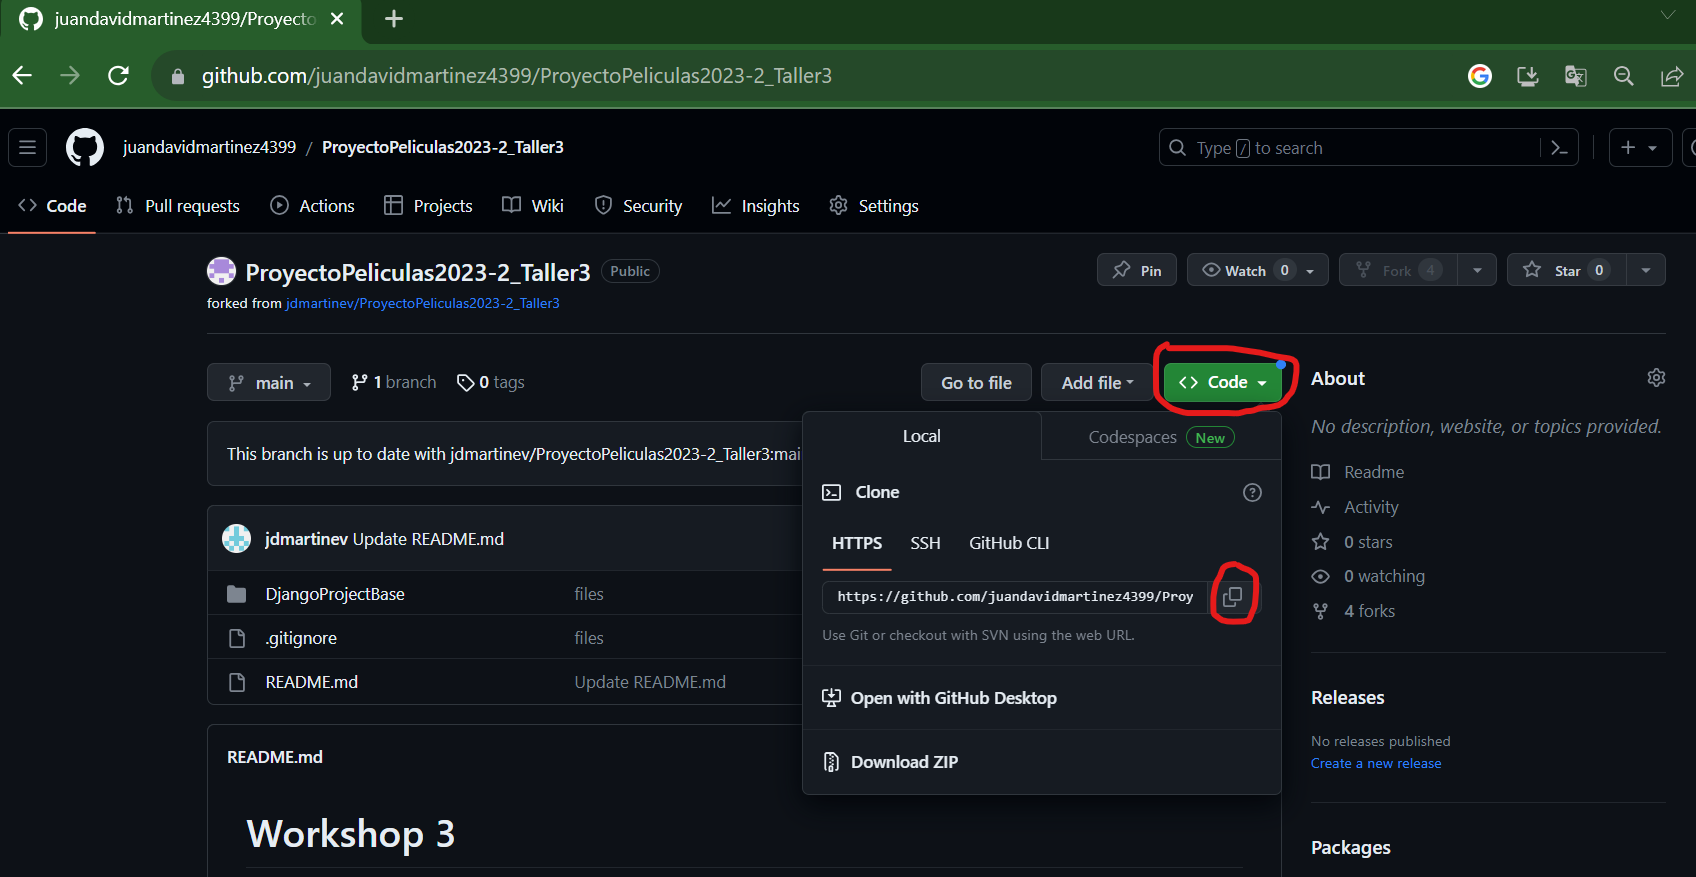 juandavidmartinez4399/Proyecto
github.com/juandavidmartinez4399/ProyectoPeliculas2023-2_Taller3
juandavidmartinez4399 / ProyectoPeliculas2023-2_Taller3
Type / to search
Code Pull requests Actions Projects Wiki Security Insights Settings
ProyectoPeliculas2023-2_Taller3 Public
Pin Watch 0 Fork 4 Star 0
forked from jdmartinev/ProyectoPeliculas2023-2_Taller3
main 1 branch 0 tags Go to file Add file <> Code
About
No description, website, or topics provided.
Readme
Activity
0 stars
0 watching
4 forks
Releases
No releases published
Create a new release
Packages
Local Codespaces New
This branch is up to date with jdmartinev/ProyectoPeliculas2023-2_Taller3:mai
Clone
HTTPS SSH GitHub CLI
https://github.com/juandavidmartinez4399/Proy
Use Git or checkout with SVN using the web URL.
Open with GitHub Desktop
Download ZIP
jdmartinev Update README.md
DjangoProjectBase files
.gitignore files
README.md Update README.md
README.md
Workshop 3